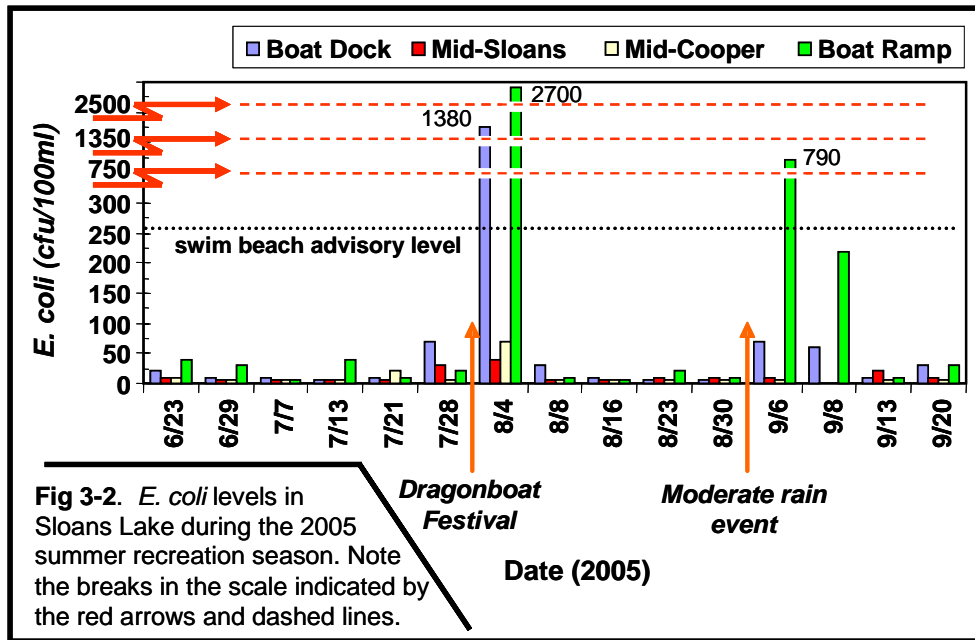 Boat Dock Mid-Sloans Mid-Cooper Boat Ramp
E. coli (cfu/100ml)
2500
1350
750
300
250
200
150
100
50
0
1380
2700
790
swim beach advisory level
6/23 6/29 7/7 7/13 7/21 7/28 8/4 8/8 8/16 8/23 8/30 9/6 9/8 9/13 9/20
Dragonboat
Festival
Moderate rain
event
Date (2005)
Fig 3-2. E. coli levels in
Sloans Lake during the 2005
summer recreation season. Note
the breaks in the scale indicated by
the red arrows and dashed lines.